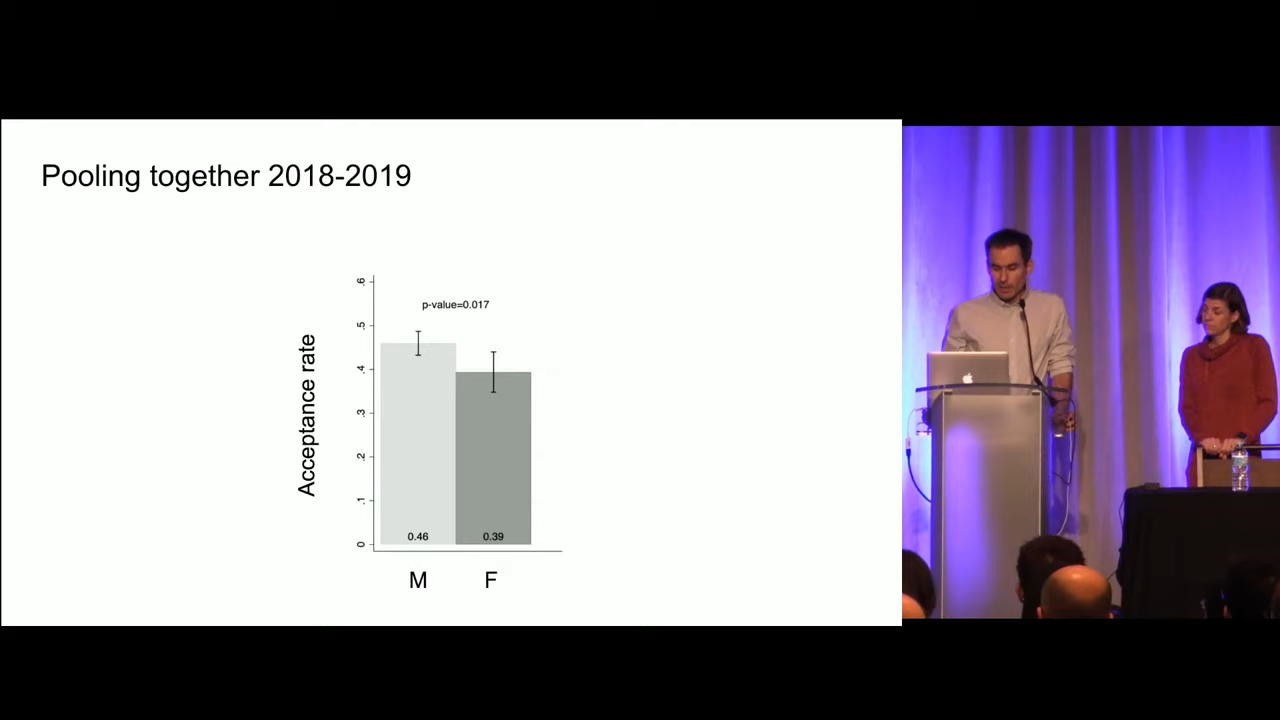 Pooling together 2018-2019
p-value=0.017
Acceptance rate
.6
.5
.4
.3
.2
.1
0
0.46
0.39
M
F